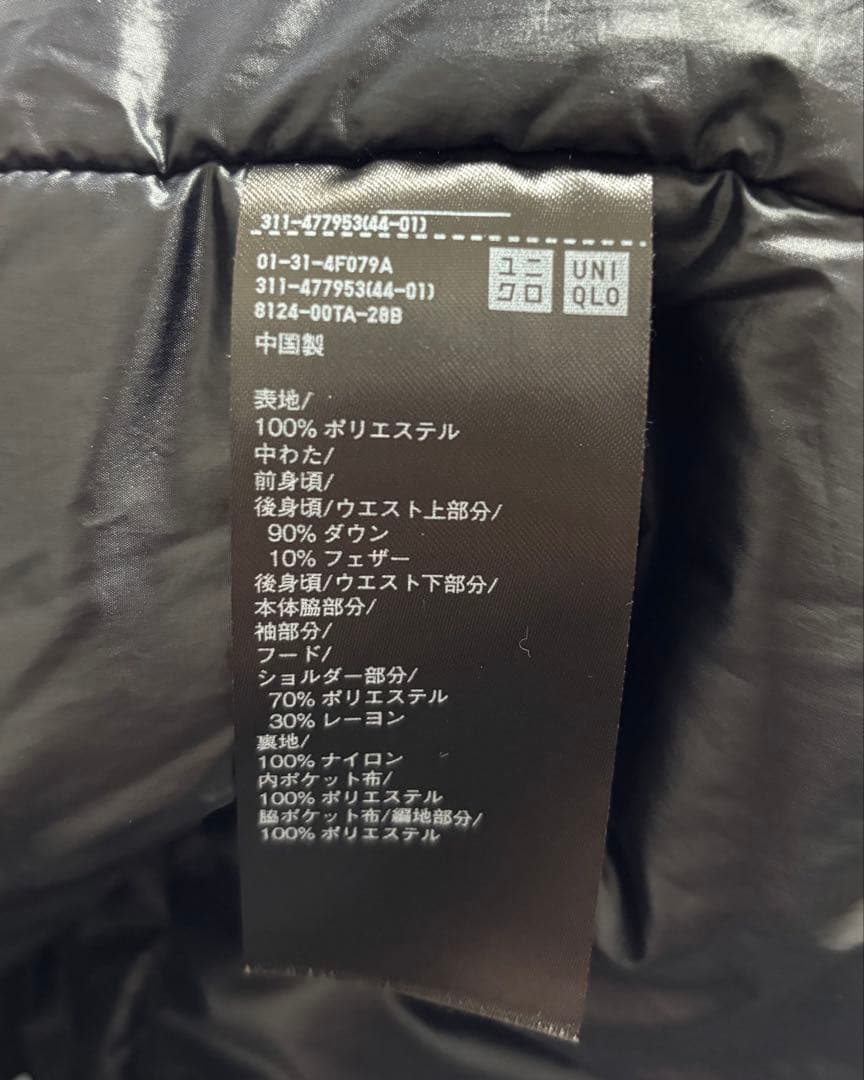 311-477953(44-01)
01-31-4F079A
311-477953(44-01)
8124-00TA-28B
中国製
ユニ
クロ
UNI
QLO
表地/
100% ポリエステル
中わた/
前身頃/
後身頃/ウエスト上部分/
90% ダウン
10% フェザー
後身頃/ウエスト下部分/
本体脇部分/
袖部分/
フード/
ショルダー部分/
70% ポリエステル
30% レーヨン
裏地/
100% ナイロン
内ポケット布/
100% ポリエステル
脇ポケット布/編地部分/
100% ポリエステル